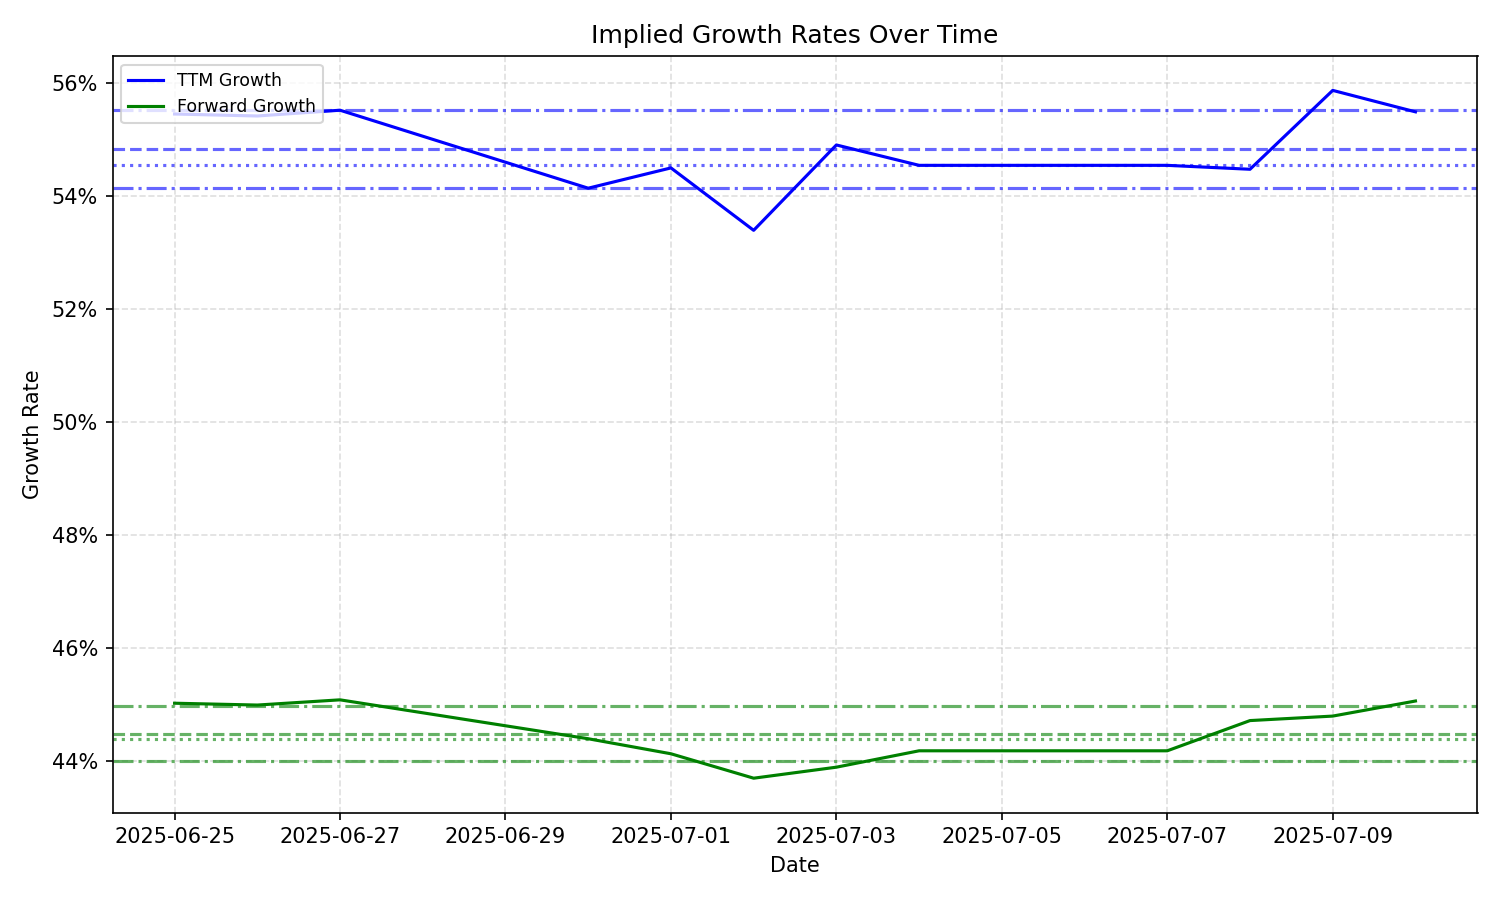 Implied Growth Rates Over Time
TTM Growth
Forward Growth
56%
54%
52%
50%
48%
46%
44%
Growth Rate
2025-06-25 2025-06-27 2025-06-29 2025-07-01 2025-07-03 2025-07-05 2025-07-07 2025-07-09
Date